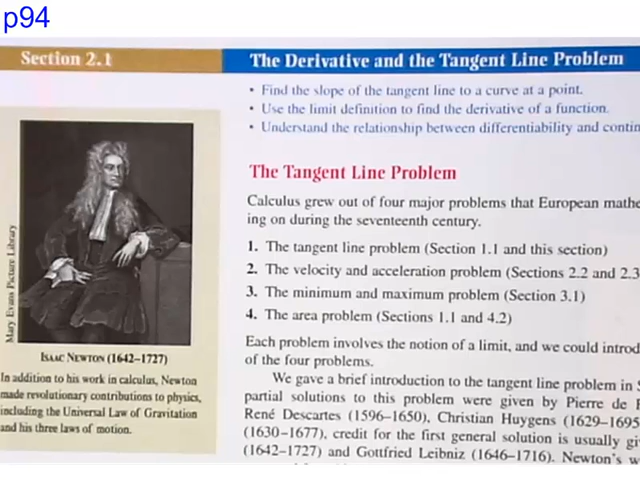 p94
Section 2.1
The Derivative and the Tangent Line Problem
• Find the slope of the tangent line to a curve at a point.
• Use the limit definition to find the derivative of a function.
• Understand the relationship between differentiability and contin
The Tangent Line Problem
Calculus grew out of four major problems that European mathe
ing on during the seventeenth century.
1. The tangent line problem (Section 1.1 and this section)
2. The velocity and acceleration problem (Sections 2.2 and 2.3
3. The minimum and maximum problem (Section 3.1)
4. The area problem (Sections 1.1 and 4.2)
Each problem involves the notion of a limit, and we could introd
of the four problems.
We gave a brief introduction to the tangent line problem in
partial solutions to this problem were given by Pierre de
René Descartes (1596–1650), Christian Huygens (1629–1695
(1630–1677), credit for the first general solution is usually gi
(1642–1727) and Gottfried Leibniz (1646–1716). Newton's w
Mary Evans Picture Library
ISAAC NEWTON (1642–1727)
In addition to his work in calculus, Newton
made revolutionary contributions to physics,
including the Universal Law of Gravitation
and his three laws of motion.